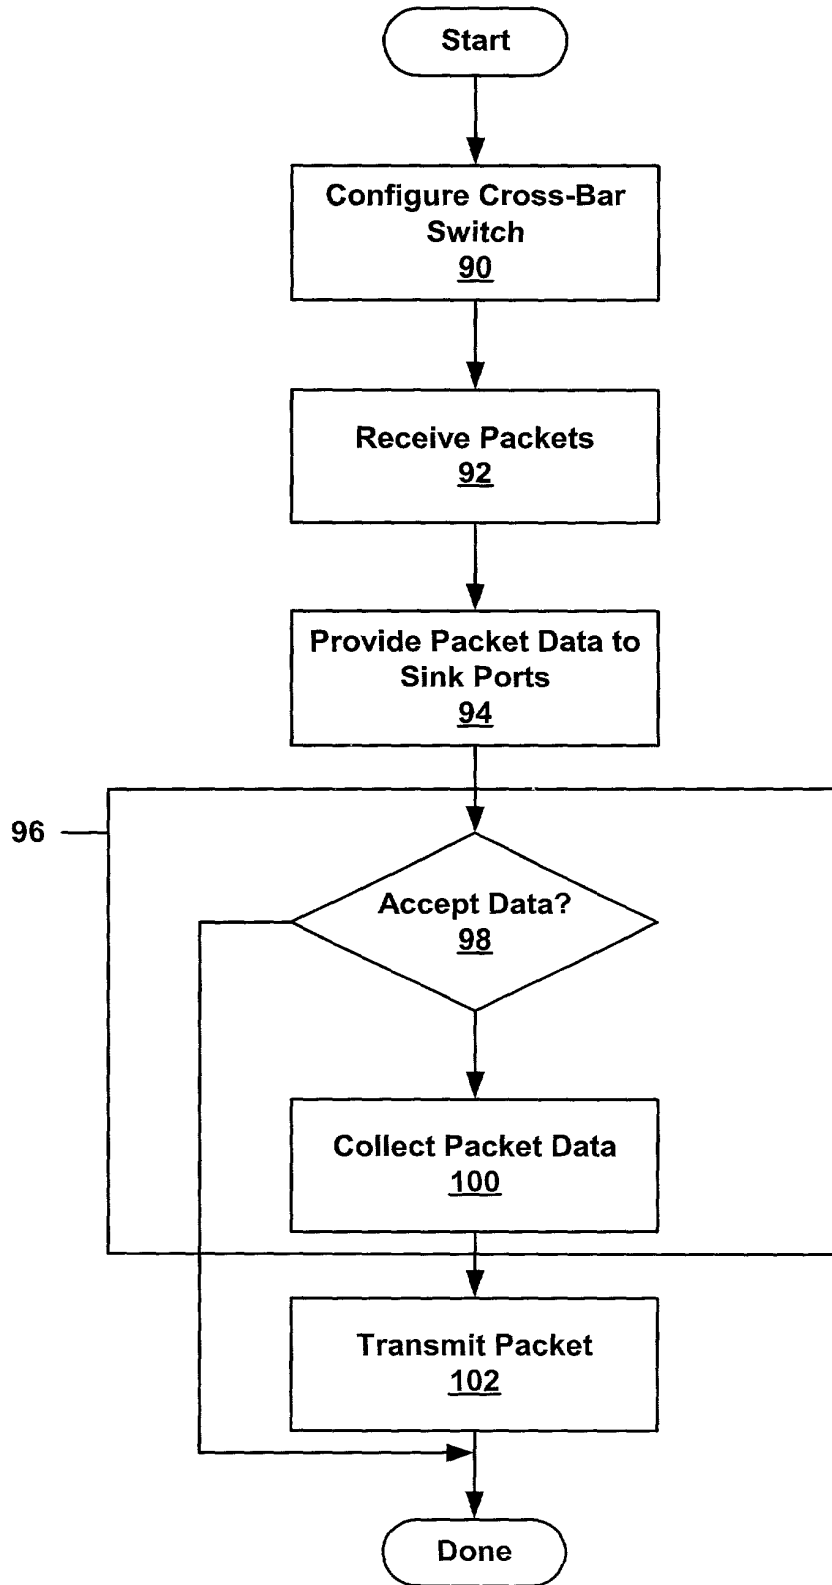 Start
Configure Cross-Bar
Switch
90
Receive Packets
92
Provide Packet Data to
Sink Ports
94
96
Accept Data?
98
Collect Packet Data
100
Transmit Packet
102
Done